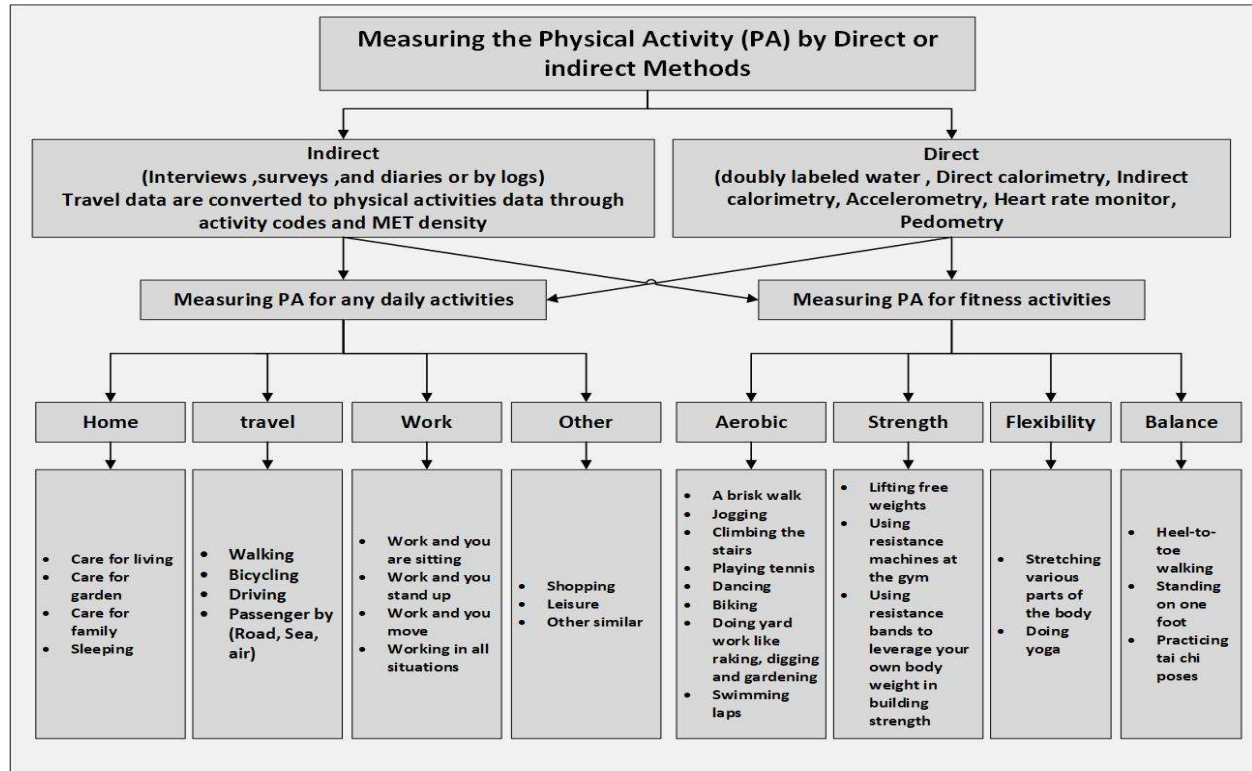 Measuring the Physical Activity (PA) by Direct or
indirect Methods
Indirect
(Interviews ,surveys ,and diaries or by logs)
Travel data are converted to physical activities data through
activity codes and MET density
Direct
(doubly labeled water , Direct calorimetry, Indirect
calorimetry, Accelerometry, Heart rate monitor,
Pedometry
Measuring PA for any daily activities
Measuring PA for fitness activities
Home
travel
Work
Other
Aerobic
Strength
Flexibility
Balance
• Care for living
• Care for
garden
• Care for
family
• Sleeping
• Walking
• Bicycling
• Driving
• Passenger by
(Road, Sea,
air)
• Work and you
are sitting
• Work and you
stand up
• Work and you
move
• Working in all
situations
• Shopping
• Leisure
• Other similar
• A brisk walk
• Jogging
• Climbing the
stairs
• Playing tennis
• Dancing
• Biking
• Doing yard
work like
raking, digging
and gardening
• Swimming
laps
• Lifting free
weights
• Using
resistance
machines at
the gym
• Using
resistance
bands to
leverage your
own body
weight in
building
strength
• Stretching
various
parts of
the body
• Doing
yoga
• Heel-to-
toe
walking
• Standing
on one
foot
• Practicing
tai chi
poses